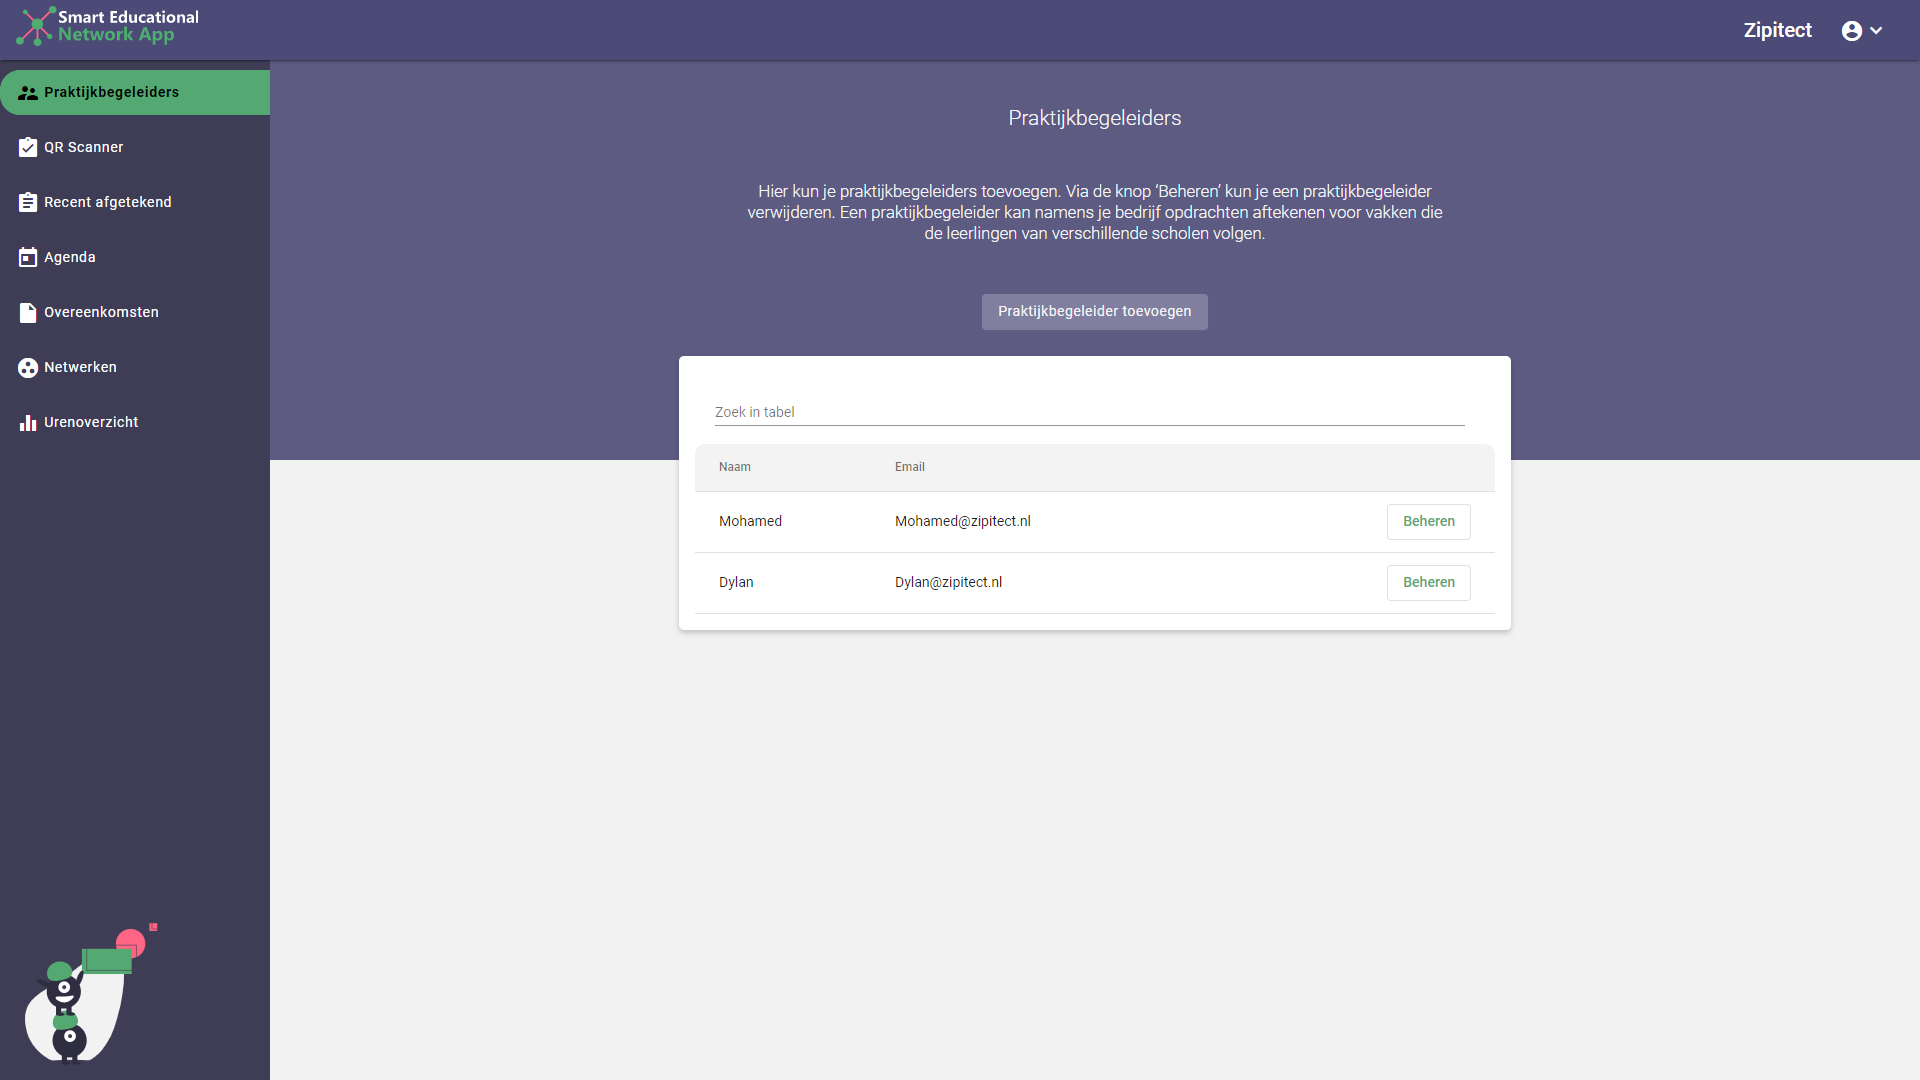 Smart Educational
Network App
Zipitect
Praktijkbegeleiders
QR Scanner
Recent afgetekend
Agenda
Overeenkomsten
Netwerken
Urenoverzicht
Praktijkbegeleiders
Hier kun je praktijkbegeleiders toevoegen. Via de knop ‘Beheren’ kun je een praktijkbegeleider
verwijderen. Een praktijkbegeleider kan namens je bedrijf opdrachten aftekenen voor vakken die
de leerlingen van verschillende scholen volgen.
Praktijkbegeleider toevoegen
Zoek in tabel
Naam Email
Mohamed Mohamed@zipitect.nl Beheren
Dylan Dylan@zipitect.nl Beheren